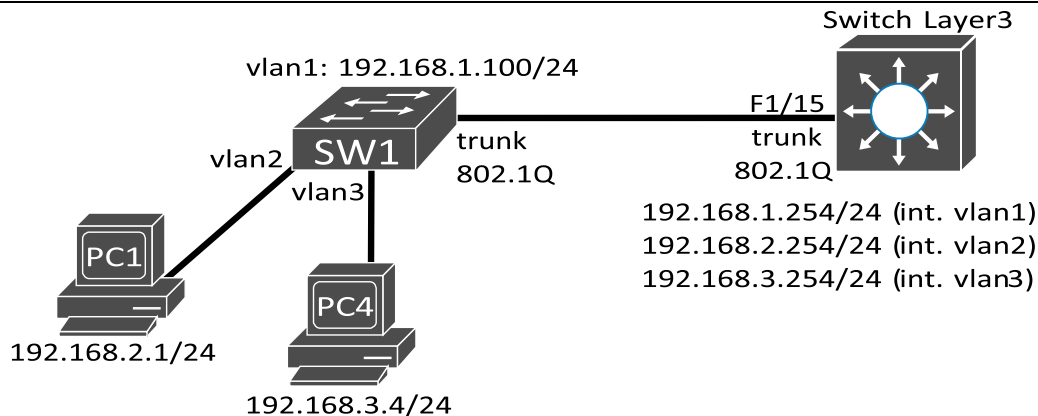 Switch Layer3
vlan1: 192.168.1.100/24
F1/15
trunk
802.1Q
SW1
trunk
802.1Q
vlan2
vlan3
192.168.1.254/24 (int. vlan1)
192.168.2.254/24 (int. vlan2)
192.168.3.254/24 (int. vlan3)
PC1
PC4
192.168.2.1/24
192.168.3.4/24